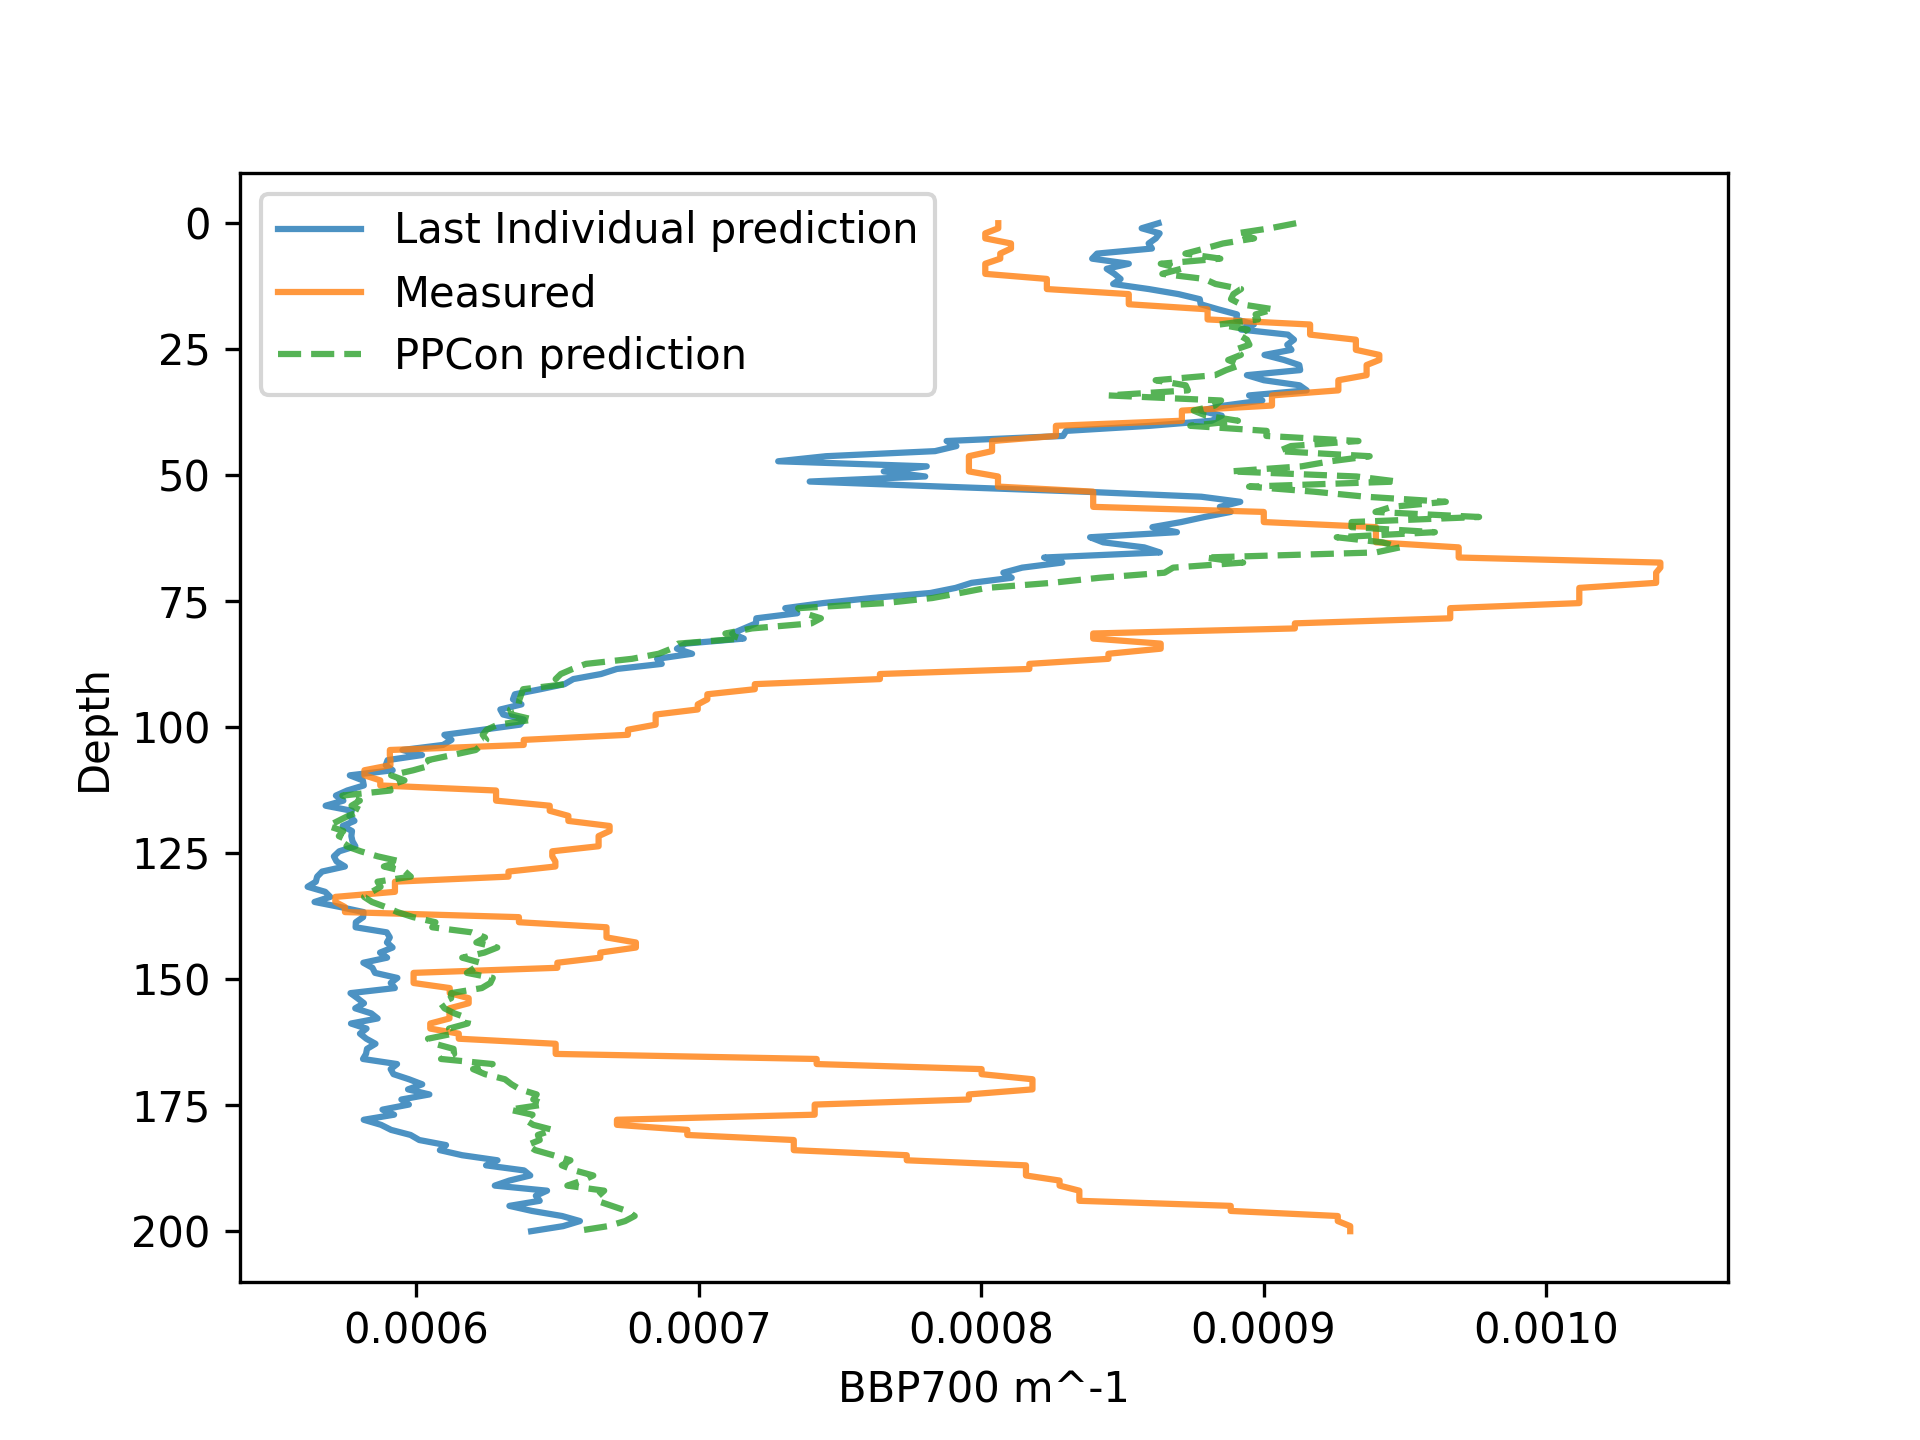 Last Individual prediction
Measured
PPCon prediction
0
25
50
75
100
125
150
175
200
Depth
0.0006 0.0007 0.0008 0.0009 0.0010
BBP700 m^-1